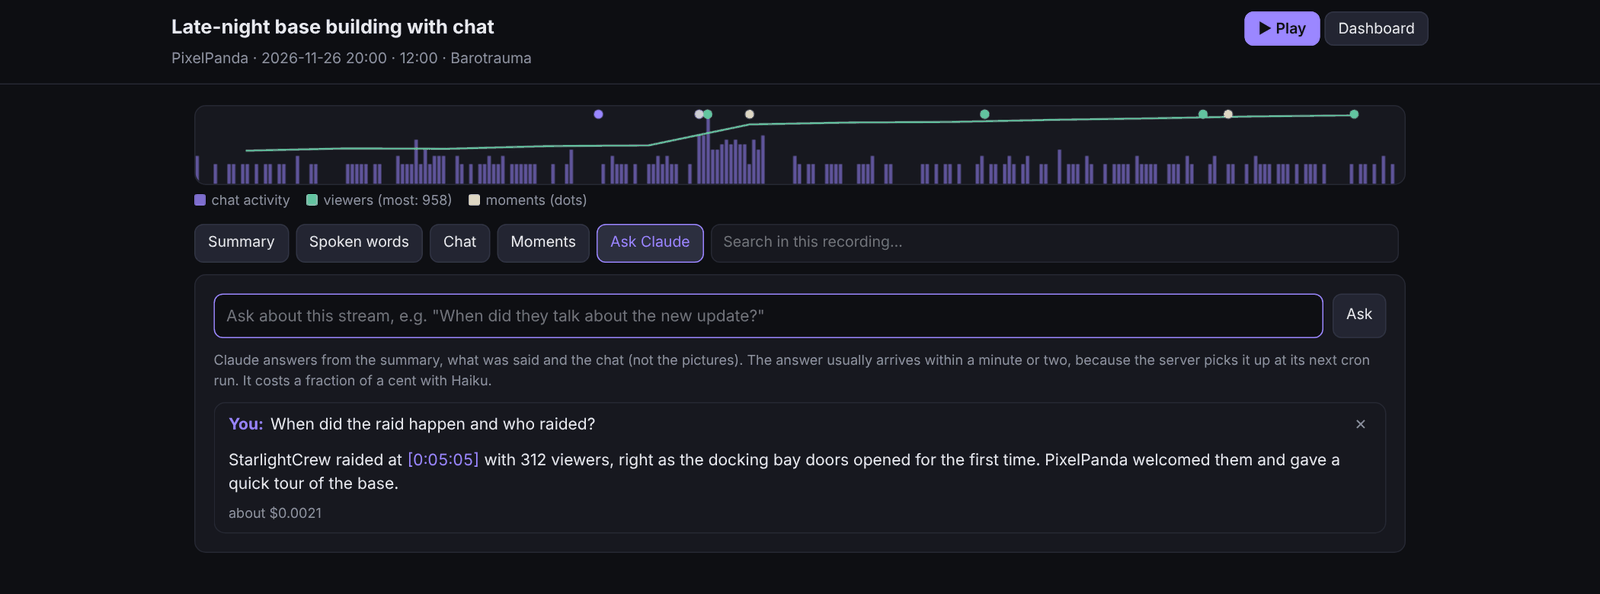 Late-night base building with chat
▶ Play
Dashboard
PixelPanda · 2026-11-26 20:00 · 12:00 · Barotrauma
chat activity
viewers (most: 958)
moments (dots)
Summary
Spoken words
Chat
Moments
Ask Claude
Search in this recording...
Ask about this stream, e.g. "When did they talk about the new update?"
Ask
Claude answers from the summary, what was said and the chat (not the pictures). The answer usually arrives within a minute or two, because the server picks it up at its next cron
run. It costs a fraction of a cent with Haiku.
You: When did the raid happen and who raided?
×
StarlightCrew raided at [0:05:05] with 312 viewers, right as the docking bay doors opened for the first time. PixelPanda welcomed them and gave a
quick tour of the base.
about $0.0021